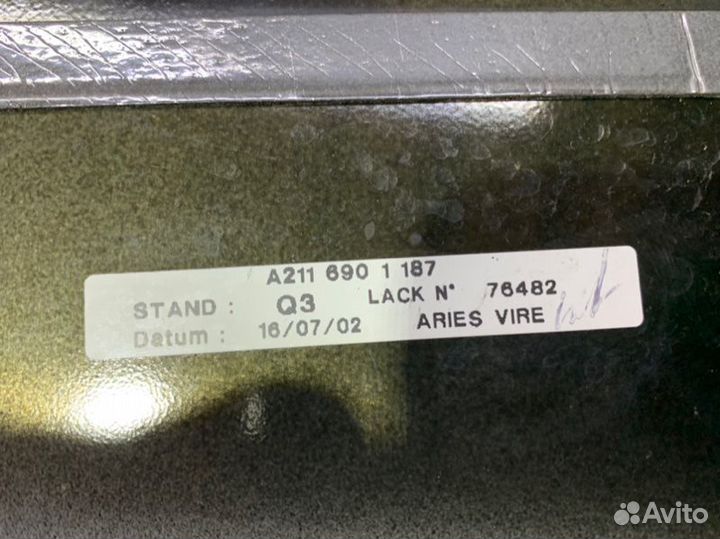 A211 690 1 187
STAND : Q3 LACK N° 76482
Datum : 16/07/02 ARIES VIRE
Avito